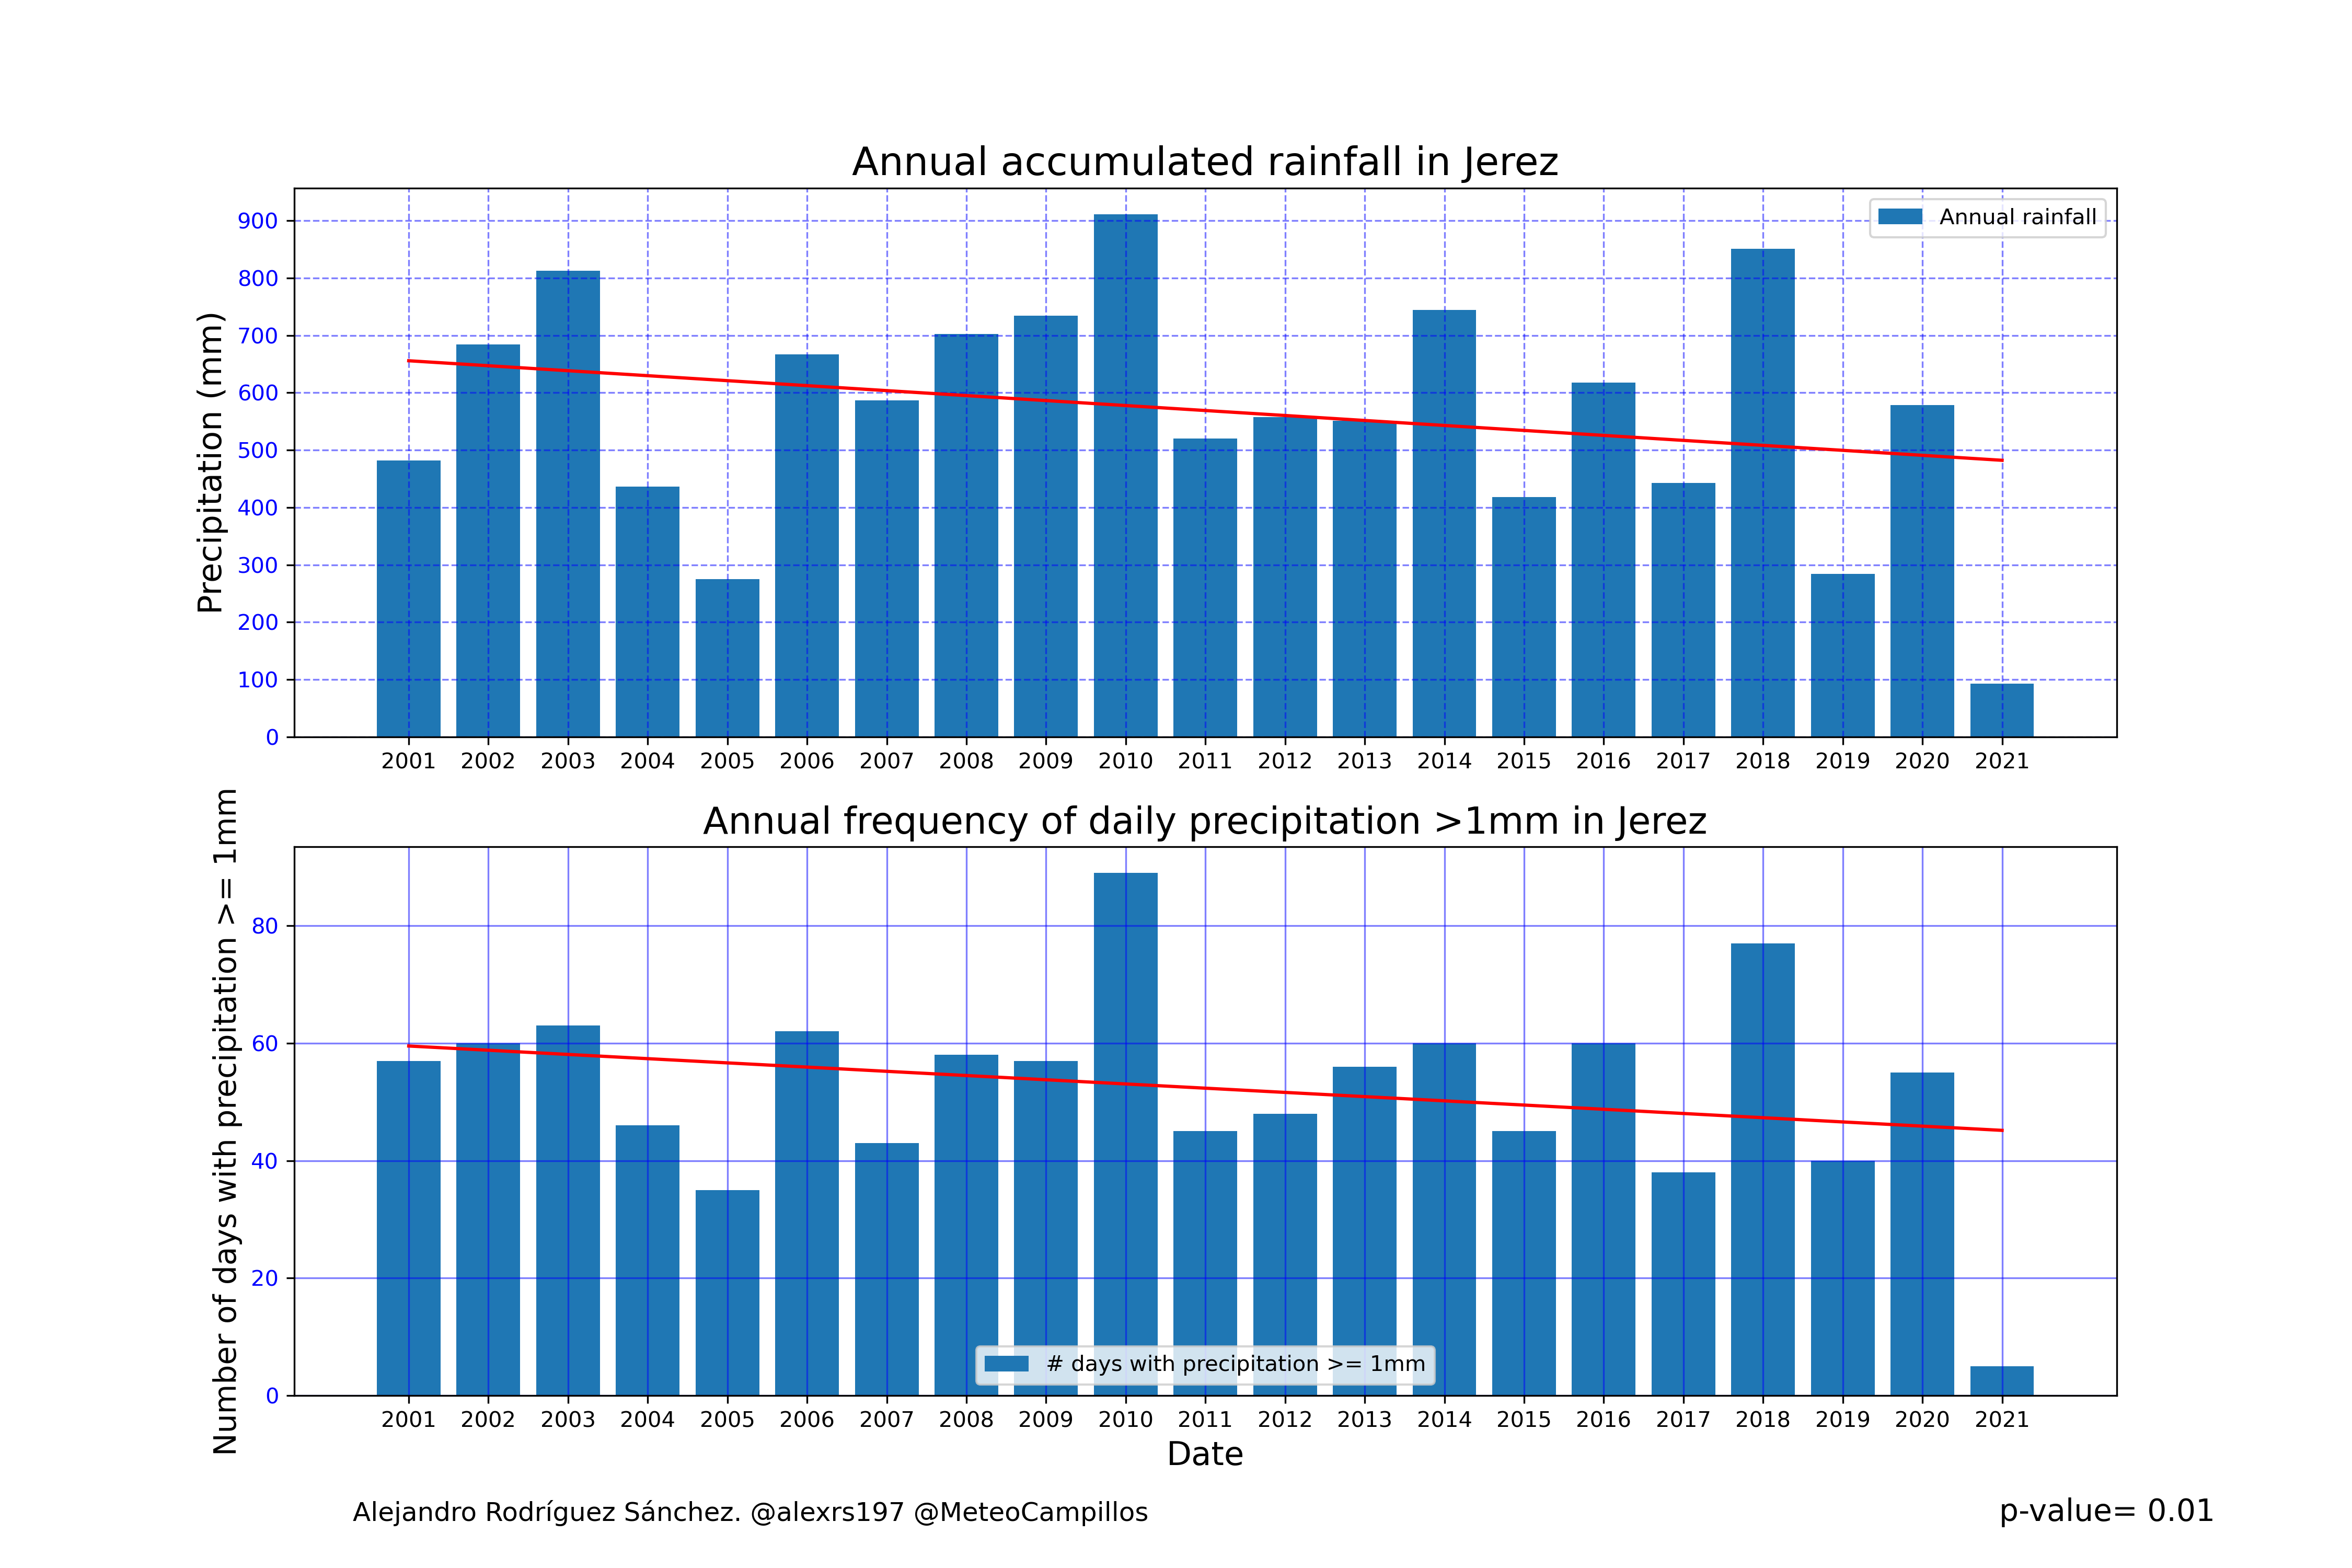 Annual accumulated rainfall in Jerez
Precipitation (mm)
900
800
700
600
500
400
300
200
100
0
Annual rainfall
2001 2002 2003 2004 2005 2006 2007 2008 2009 2010 2011 2012 2013 2014 2015 2016 2017 2018 2019 2020 2021
Annual frequency of daily precipitation >1mm in Jerez
Number of days with precipitation >= 1mm
80
60
40
20
0
# days with precipitation >= 1mm
2001 2002 2003 2004 2005 2006 2007 2008 2009 2010 2011 2012 2013 2014 2015 2016 2017 2018 2019 2020 2021
Date
Alejandro Rodríguez Sánchez. @alexrs197 @MeteoCampillos
p-value= 0.01